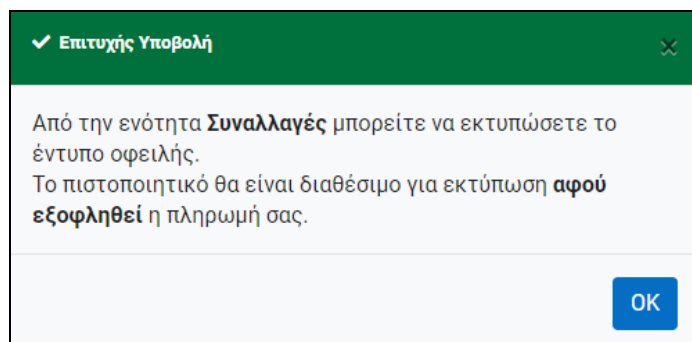 ✔ Επιτυχής Υποβολή
×
Από την ενότητα Συναλλαγές μπορείτε να εκτυπώσετε το
έντυπο οφειλής.
Το πιστοποιητικό θα είναι διαθέσιμο για εκτύπωση αφού
εξοφληθεί η πληρωμή σας.
OK